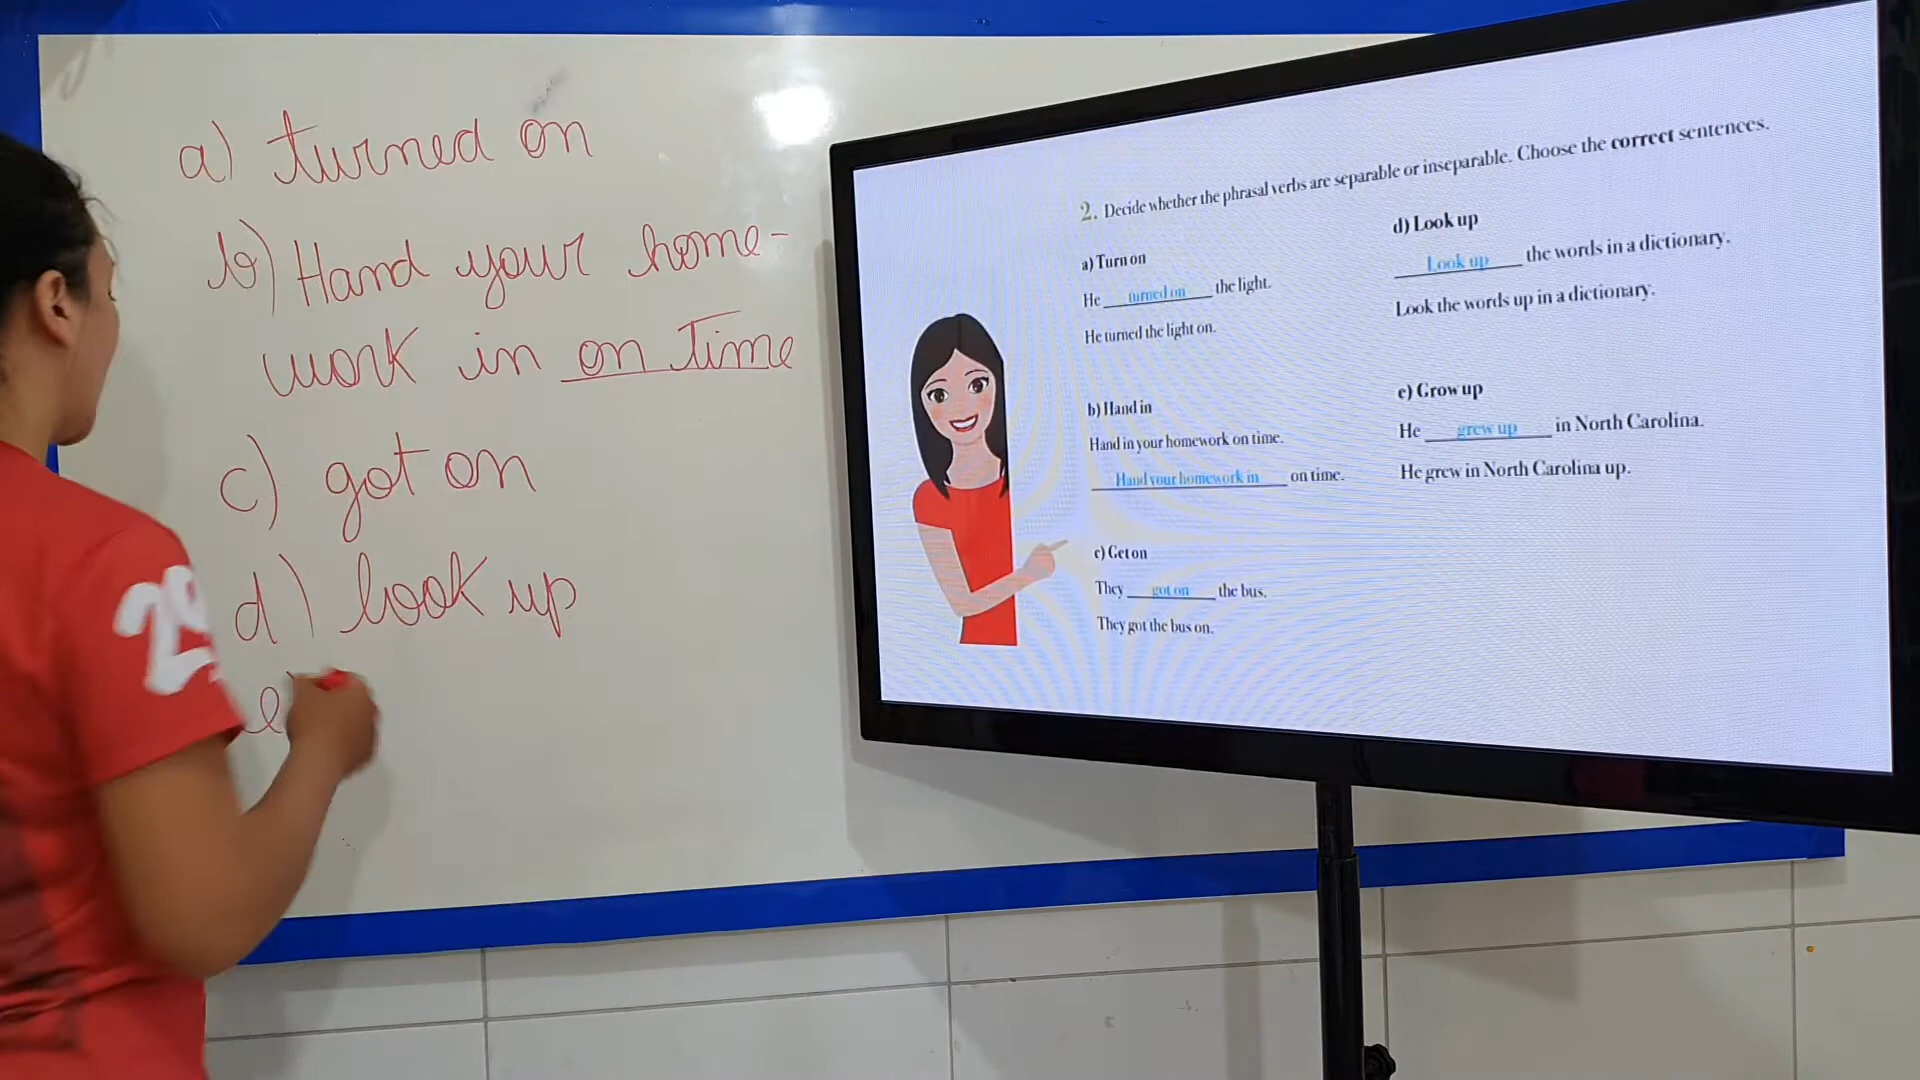 a) turned on
b) Hand your home-
work in on time
c) got on
d) look up
e)
29
2. Decide whether the phrasal verbs are separable or inseparable. Choose the correct sentences.
a) Turn on
He turned on the light.
He turned the light on.
b) Hand in
Hand in your homework on time.
Hand your homework in on time.
c) Get on
They got on the bus.
They got the bus on.
d) Look up
Look up the words in a dictionary.
Look the words up in a dictionary.
e) Grow up
He grew up in North Carolina.
He grew in North Carolina up.